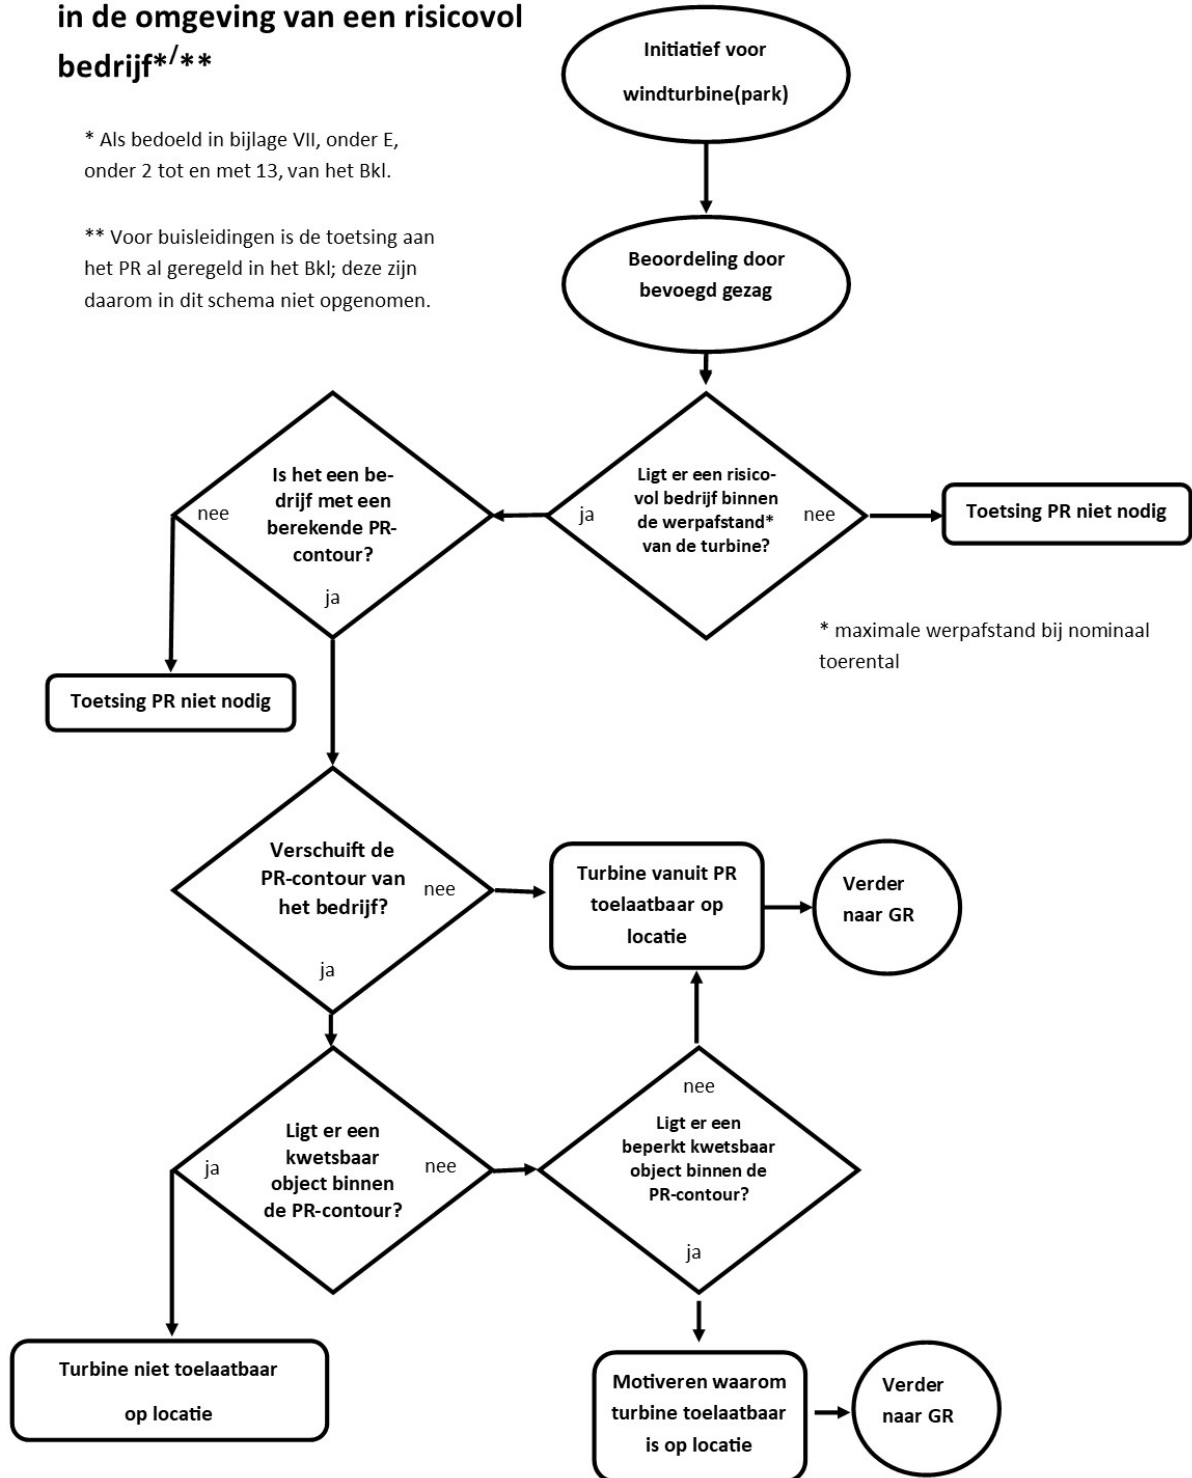 in de omgeving van een risicovol
bedrijf*/**
* Als bedoeld in bijlage VII, onder E,
onder 2 tot en met 13, van het Bkl.
** Voor buisleidingen is de toetsing aan
het PR al geregeld in het Bkl; deze zijn
daarom in dit schema niet opgenomen.
Initiatief voor
windturbine(park)
Beoordeling door
bevoegd gezag
Ligt er een risico-
vol bedrijf binnen
de werpafstand*
van de turbine?
ja
nee
Toetsing PR niet nodig
* maximale werpafstand bij nominaal
toerental
Is het een be-
drijf met een
berekende PR-
contour?
nee
ja
Toetsing PR niet nodig
Verschuift de
PR-contour van
het bedrijf?
nee
ja
Turbine vanuit PR
toelaatbaar op
locatie
Verder
naar GR
Ligt er een
kwetsbaar
object binnen
de PR-contour?
ja
nee
nee
Ligt er een
beperkt kwetsbaar
object binnen de
PR-contour?
ja
Turbine niet toelaatbaar
op locatie
Motiveren waarom
turbine toelaatbaar
is op locatie
Verder
naar GR